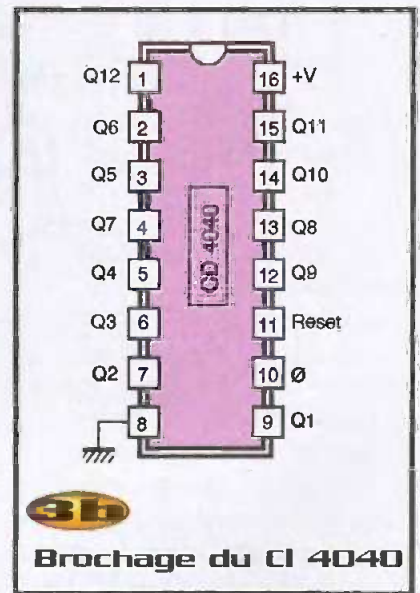 Q12 1 16 +V
Q6 2 15 Q11
Q5 3 14 Q10
Q7 4 13 Q8
CD 4040
Q4 5 12 Q9
Q3 6 11 Reset
Q2 7 10 Ø
8 9 Q1
3b
Brochage du CI 4040